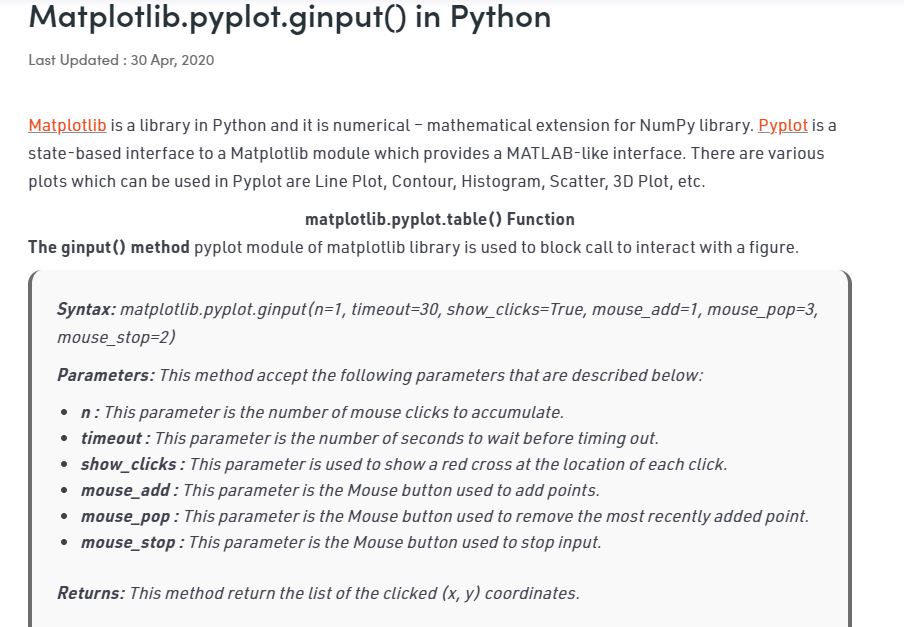 Matplotlib.pyplot.ginput() in Python
Last Updated : 30 Apr, 2020
Matplotlib is a library in Python and it is numerical – mathematical extension for NumPy library. Pyplot is a
state-based interface to a Matplotlib module which provides a MATLAB-like interface. There are various
plots which can be used in Pyplot are Line Plot, Contour, Histogram, Scatter, 3D Plot, etc.
matplotlib.pyplot.table() Function
The ginput() method pyplot module of matplotlib library is used to block call to interact with a figure.
Syntax: matplotlib.pyplot.ginput(n=1, timeout=30, show_clicks=True, mouse_add=1, mouse_pop=3,
mouse_stop=2)
Parameters: This method accept the following parameters that are described below:
• n : This parameter is the number of mouse clicks to accumulate.
• timeout : This parameter is the number of seconds to wait before timing out.
• show_clicks : This parameter is used to show a red cross at the location of each click.
• mouse_add : This parameter is the Mouse button used to add points.
• mouse_pop : This parameter is the Mouse button used to remove the most recently added point.
• mouse_stop : This parameter is the Mouse button used to stop input.
Returns: This method return the list of the clicked (x, y) coordinates.